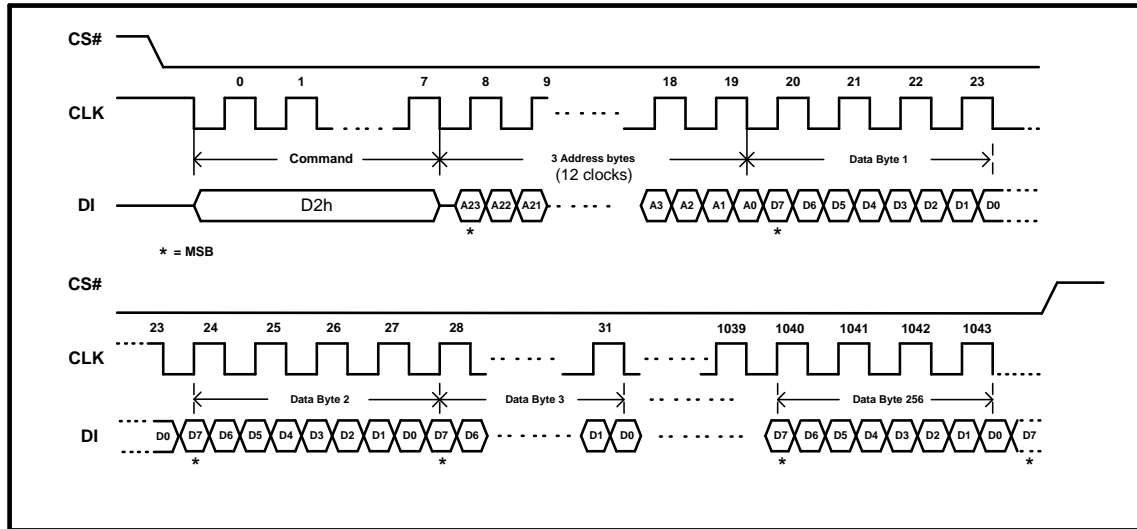 CS#
0 1 7 8 9 18 19 20 21 22 23
CLK
Command 3 Address bytes Data Byte 1
(12 clocks)
DI D2h A23 A22 A21 A3 A2 A1 A0 D7 D6 D5 D4 D3 D2 D1 D0
* *
* = MSB
CS#
23 24 25 26 27 28 31 1039 1040 1041 1042 1043
CLK
Data Byte 2 Data Byte 3 Data Byte 256
DI D0 D7 D6 D5 D4 D3 D2 D1 D0 D7 D6 D1 D0 D7 D6 D5 D4 D3 D2 D1 D0 D7
* * * *